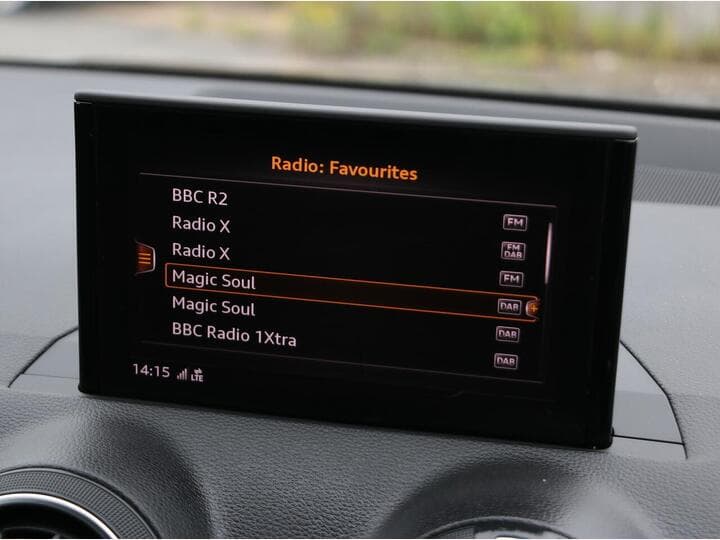 Radio: Favourites
BBC R2 FM
Radio X FM DAB
Radio X FM
Magic Soul DAB
Magic Soul DAB
BBC Radio 1Xtra DAB
14:15 LTE